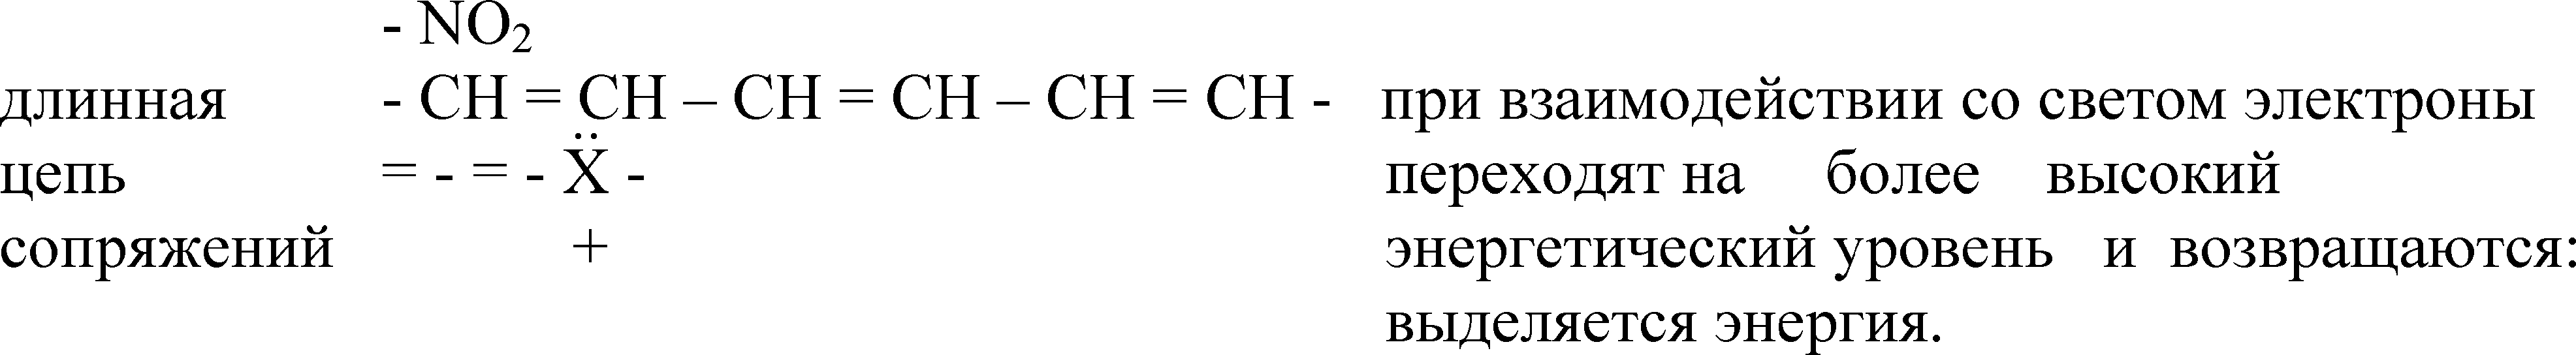 - NO₂
длинная - CH = CH – CH = CH – CH = CH - при взаимодействии со светом электроны
цепь = - = - Ẍ - переходят на более высокий
сопряжений + энергетический уровень и возвращаются:
выделяется энергия.